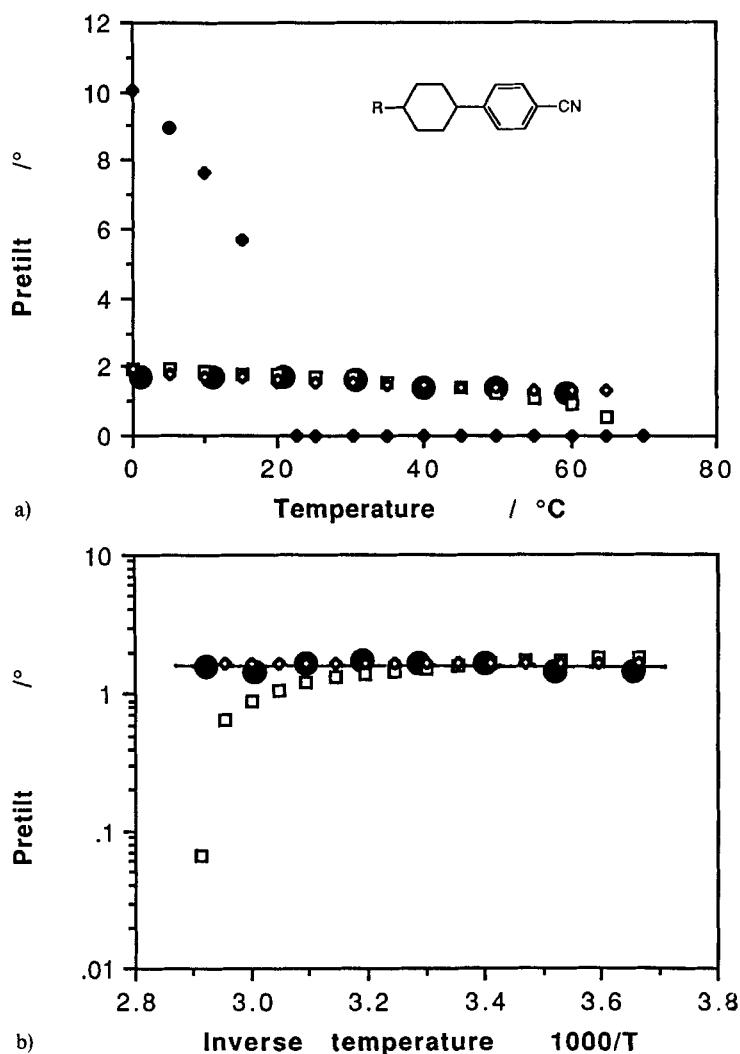 12
10
8
6
4
2
0
Pretilt /°
R
CN
0 20 40 60 80
a)
Temperature / °C
10
1
.1
.01
Pretilt /°
2.8 3.0 3.2 3.4 3.6 3.8
b)
Inverse temperature 1000/T